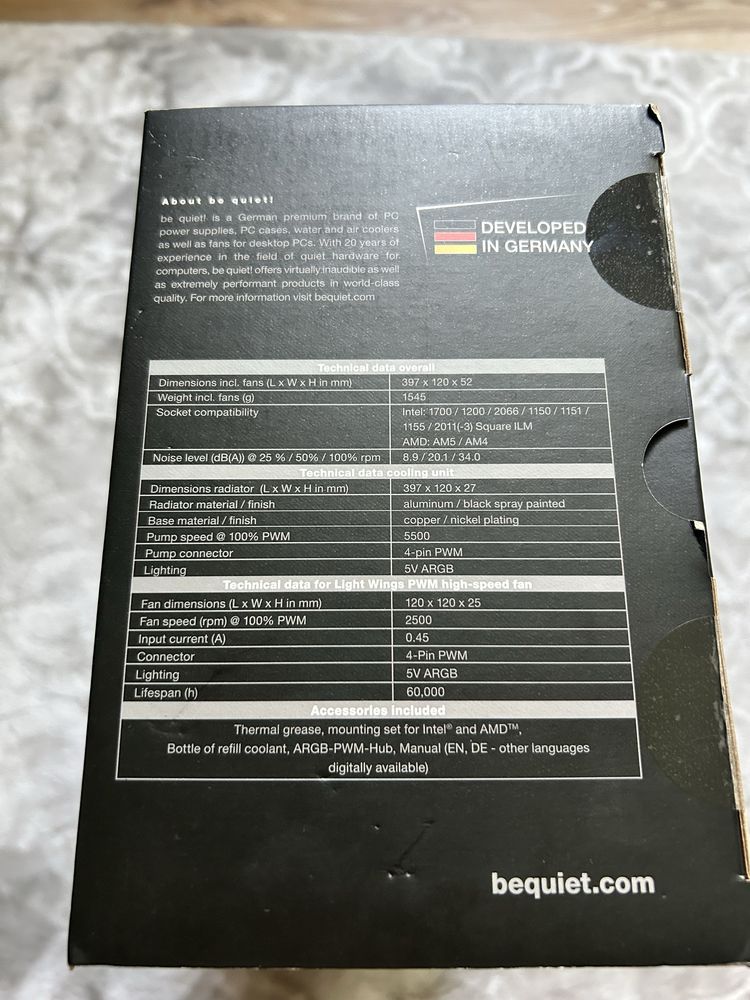 About be quiet!
be quiet! is a German premium brand of PC
power supplies, PC cases, water and air coolers
as well as fans for desktop PCs. With 20 years of
experience in the field of quiet hardware for
computers, be quiet! offers virtually inaudible as well
as extremely performant products in world-class
quality. For more information visit bequiet.com
DEVELOPED
IN GERMANY
Technical data overall
Dimensions incl. fans (L x W x H in mm) 397 x 120 x 52
Weight incl. fans (g) 1545
Socket compatibility Intel: 1700 / 1200 / 2066 / 1150 / 1151 /
1155 / 2011(-3) Square ILM
AMD: AM5 / AM4
Noise level (dB(A)) @ 25 % / 50% / 100% rpm 8.9 / 20.1 / 34.0
Technical data cooling unit
Dimensions radiator (L x W x H in mm) 397 x 120 x 27
Radiator material / finish aluminum / black spray painted
Base material / finish copper / nickel plating
Pump speed @ 100% PWM 5500
Pump connector 4-pin PWM
Lighting 5V ARGB
Technical data for Light Wings PWM high-speed fan
Fan dimensions (L x W x H in mm) 120 x 120 x 25
Fan speed (rpm) @ 100% PWM 2500
Input current (A) 0.45
Connector 4-Pin PWM
Lighting 5V ARGB
Lifespan (h) 60,000
Accessories included
Thermal grease, mounting set for Intel® and AMD™,
Bottle of refill coolant, ARGB-PWM-Hub, Manual (EN, DE - other languages
digitally available)
bequiet.com